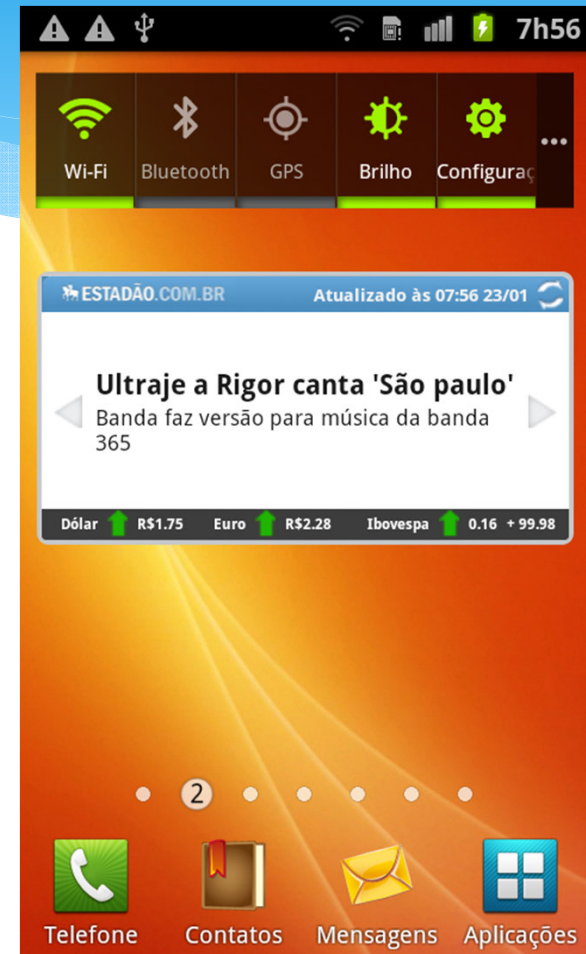 7h56
Wi-Fi Bluetooth GPS Brilho Configuraç
ESTADÃO.COM.BR Atualizado às 07:56 23/01
Ultraje a Rigor canta 'São paulo'
Banda faz versão para música da banda
365
Dólar R$1.75 Euro R$2.28 Ibovespa 0.16 + 99.98
2
Telefone Contatos Mensagens Aplicações